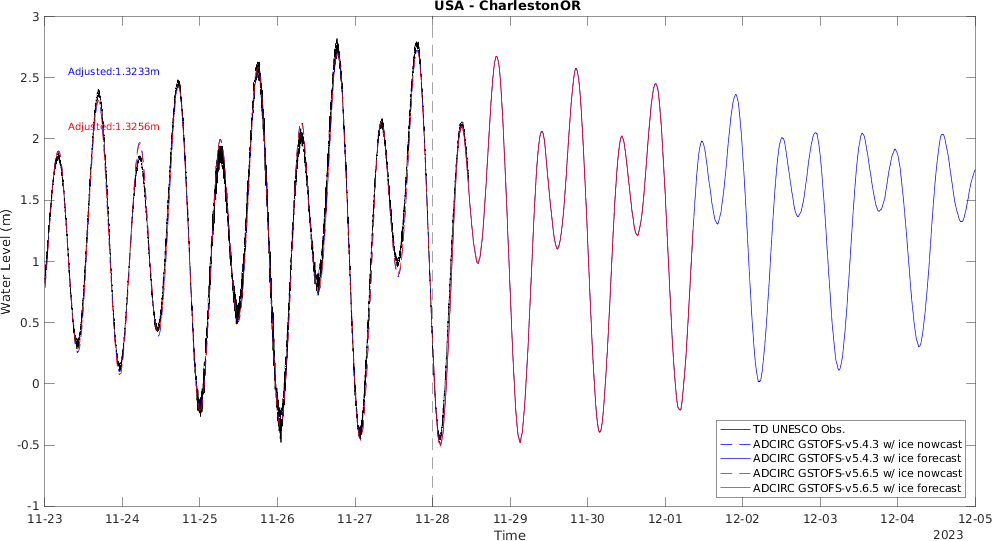 USA - CharlestonOR
3
2.5
2
1.5
1
0.5
0
-0.5
-1
Water Level (m)
Adjusted:1.3233m
Adjusted:1.3256m
TD UNESCO Obs.
ADCIRC GSTOFS-v5.4.3 w/ ice nowcast
ADCIRC GSTOFS-v5.4.3 w/ ice forecast
ADCIRC GSTOFS-v5.6.5 w/ ice nowcast
ADCIRC GSTOFS-v5.6.5 w/ ice forecast
11-23 11-24 11-25 11-26 11-27 11-28 11-29 11-30 12-01 12-02 12-03 12-04 12-05
Time
2023